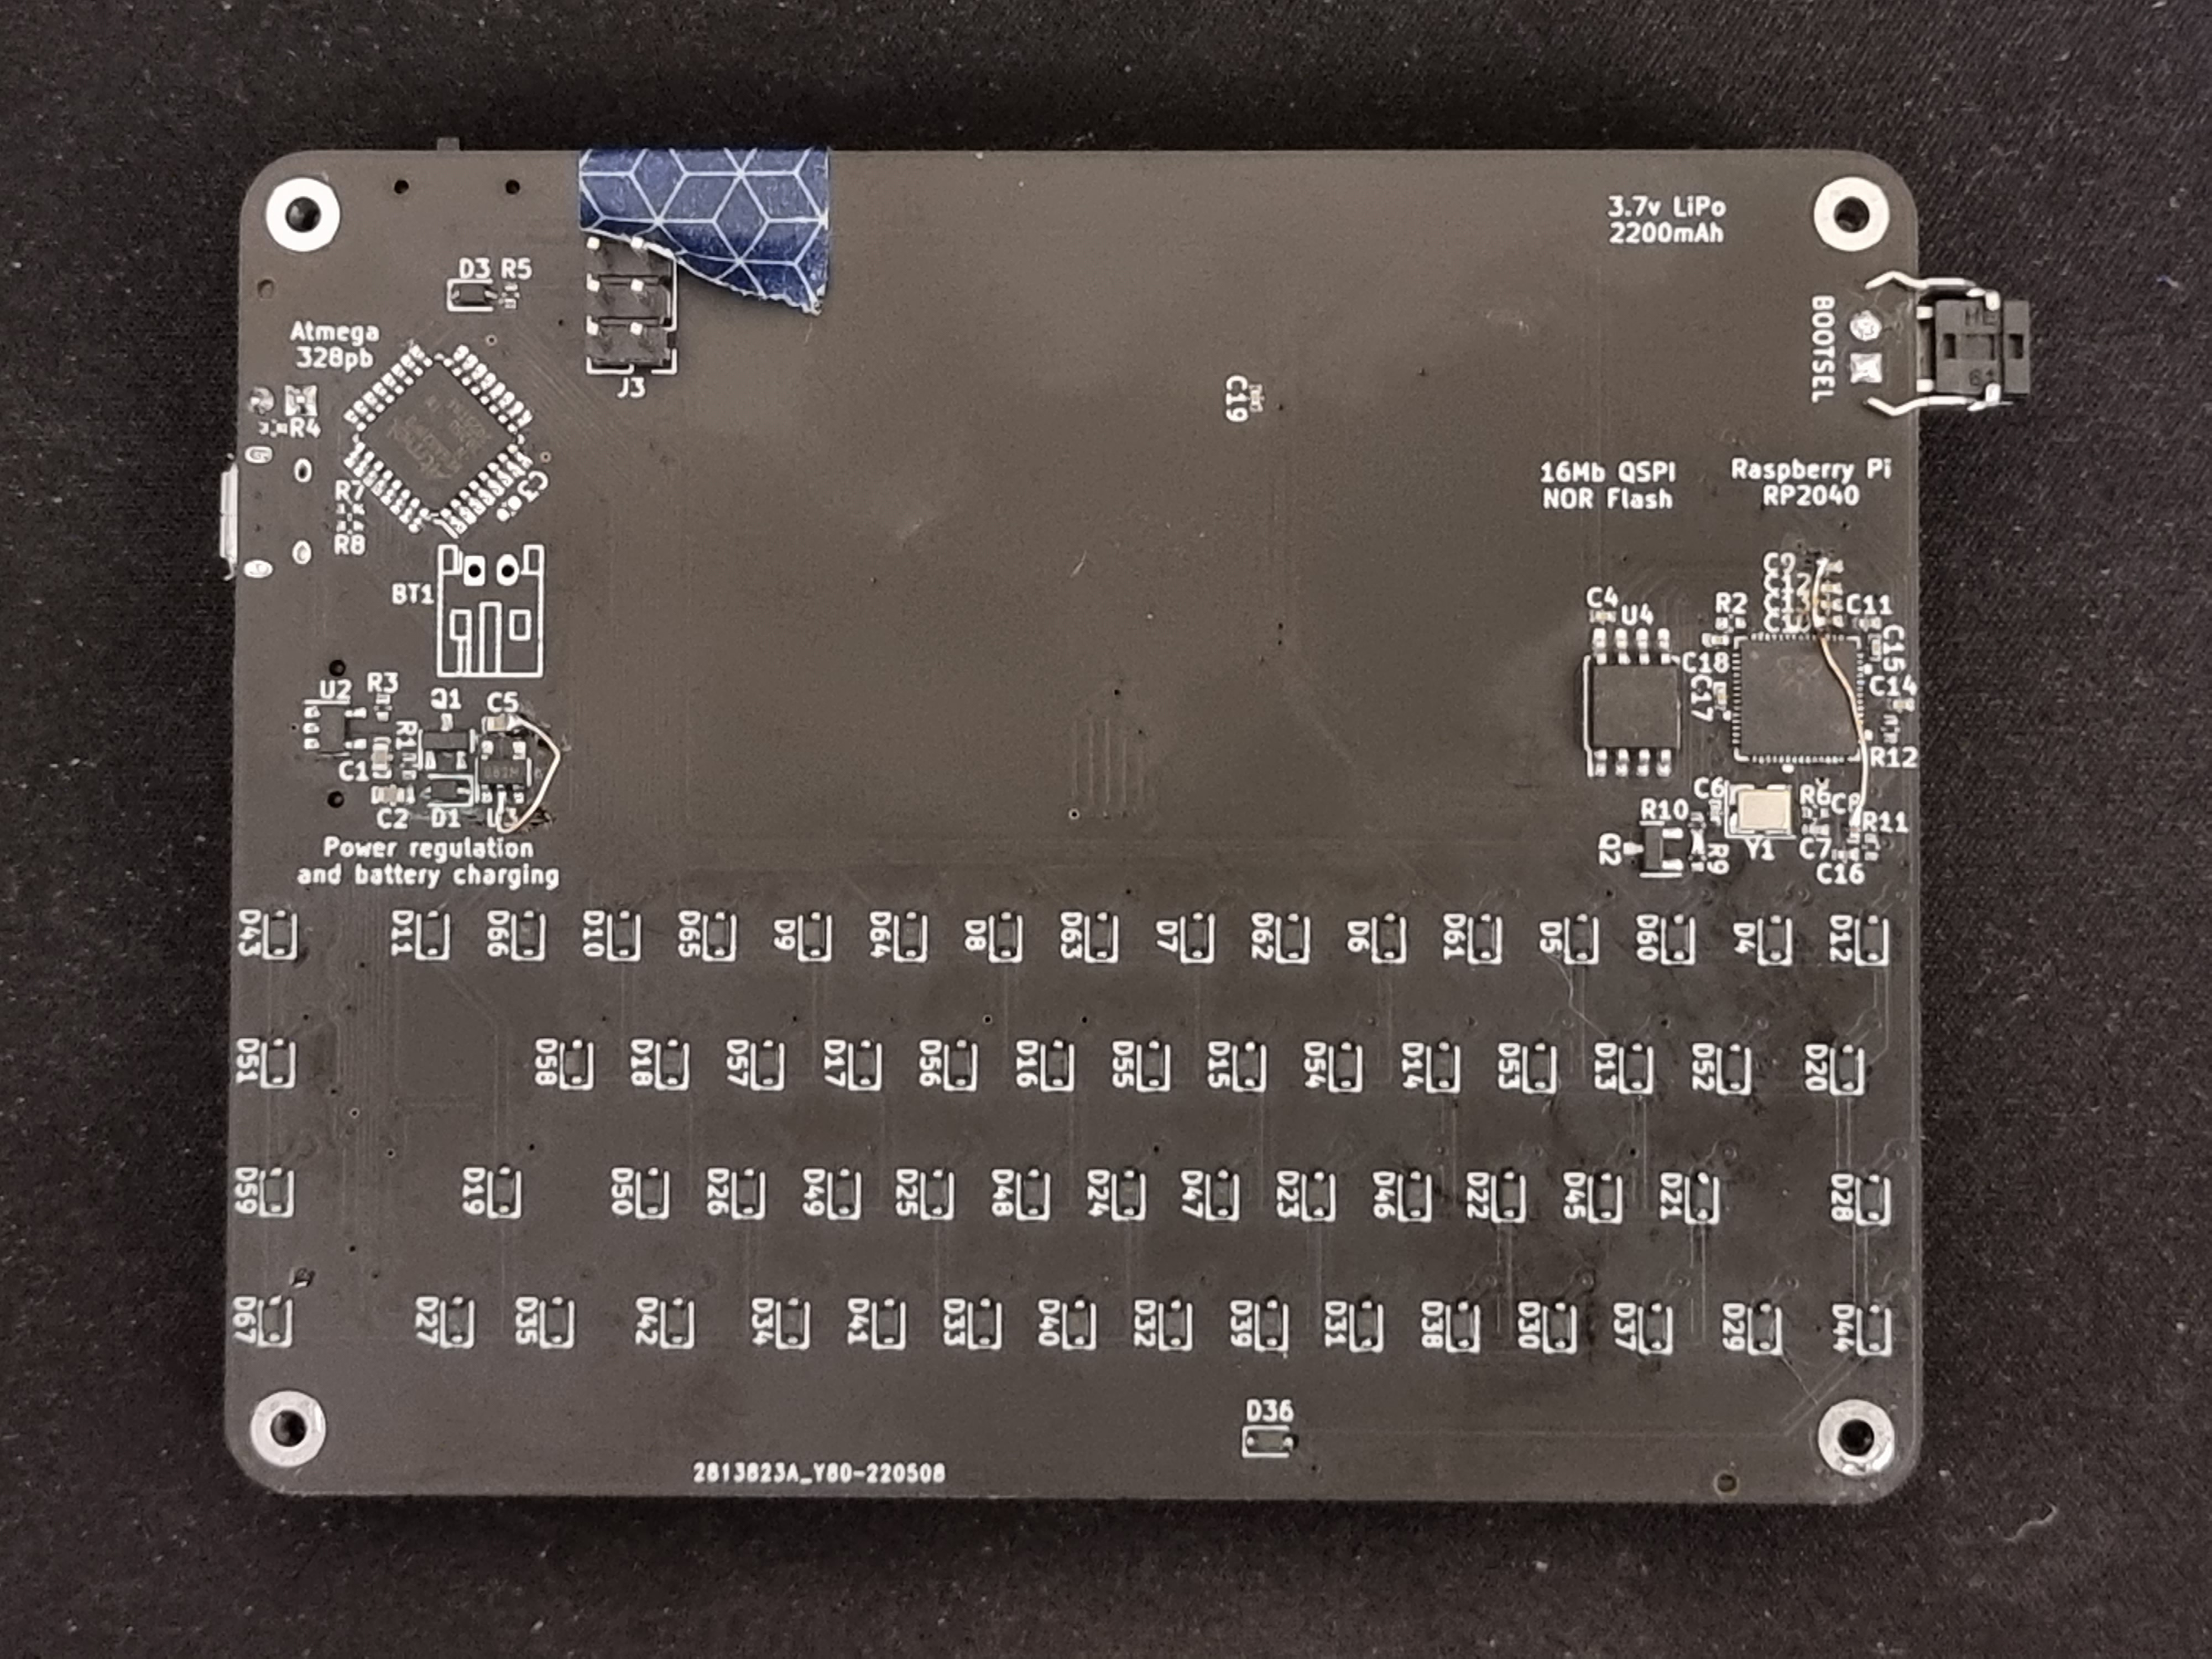 3.7v LiPo
2200mAh
D3 R5
Atmega
328pb
J3
BOOTSEL
C19
R4
R7
R8
C3
16Mb QSPI
NOR Flash
Raspberry Pi
RP2040
BT1
C9
C12
C13
C11
C4
U4
R2
C15
C18
C17
C14
R12
U2
R3
Q1
C5
R1
C1
C2
D1
U3
C6
R6
C8
R10
R11
Q2
R9
Y1
C7
C16
Power regulation
and battery charging
D43
D11
D66
D10
D65
D9
D64
D8
D63
D7
D62
D6
D61
D5
D60
D4
D12
D51
D58
D18
D57
D17
D56
D16
D55
D15
D54
D14
D53
D13
D52
D20
D59
D19
D50
D26
D49
D25
D48
D24
D47
D23
D46
D22
D45
D21
D28
D67
D27
D35
D42
D34
D41
D33
D40
D32
D39
D31
D38
D30
D37
D29
D44
D36
2813823A_Y80-220508